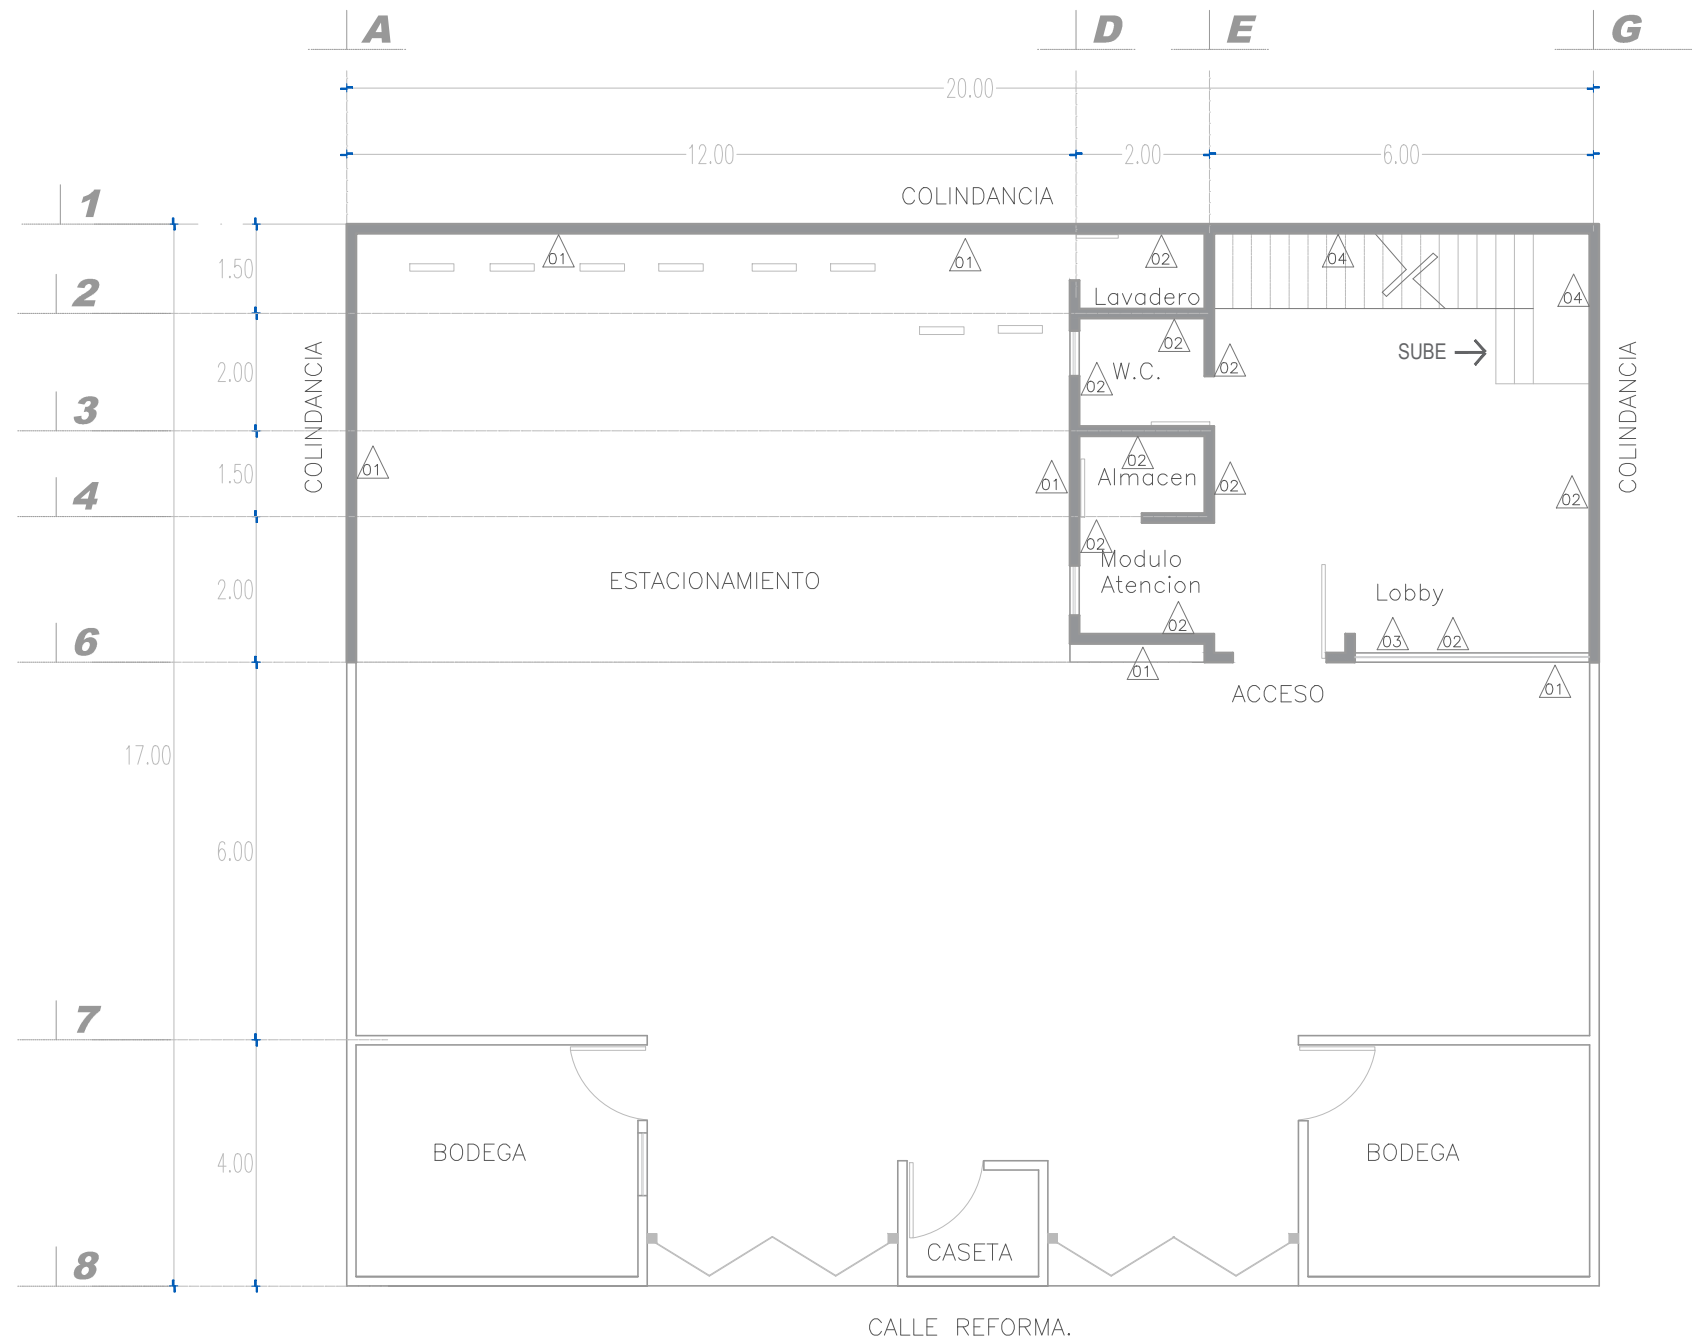 A D E G
20.00
12.00 2.00 6.00
COLINDANCIA
1
01 01 02 04
1.50
2
Lavadero
04
02
SUBE
02
2.00
W.C.
02
COLINDANCIA
COLINDANCIA
3
02
01
1.50
01
Almacen
02
02
4
02
Modulo
Atencion
ESTACIONAMIENTO
2.00
Lobby
02
03 02
6
01
01
ACCESO
17.00
6.00
7
BODEGA
BODEGA
4.00
CASETA
8
CALLE REFORMA.